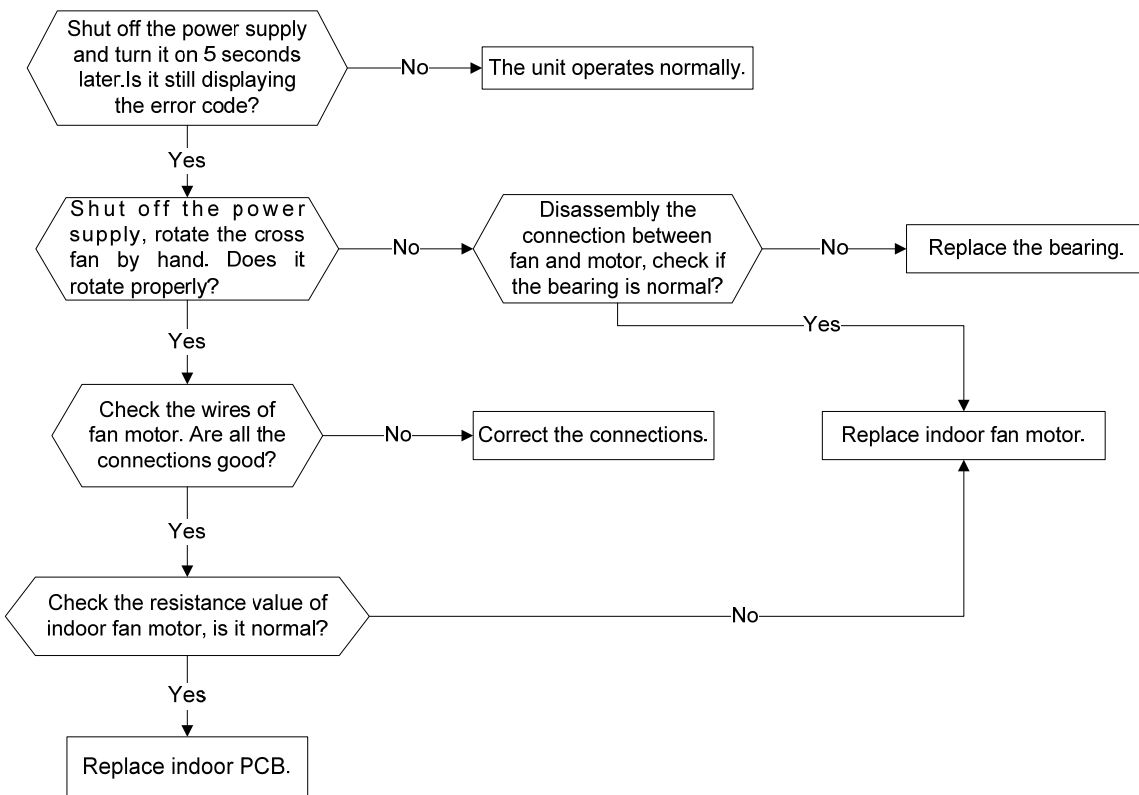 Shut off the power supply
and turn it on 5 seconds
later.Is it still displaying
the error code?
No
The unit operates normally.
Yes
Shut off the power
supply, rotate the cross
fan by hand. Does it
rotate properly?
No
Disassembly the
connection between
fan and motor, check if
the bearing is normal?
No
Replace the bearing.
Yes
Yes
Check the wires of
fan motor. Are all the
connections good?
No
Correct the connections.
Replace indoor fan motor.
Yes
Check the resistance value of
indoor fan motor, is it normal?
No
Yes
Replace indoor PCB.